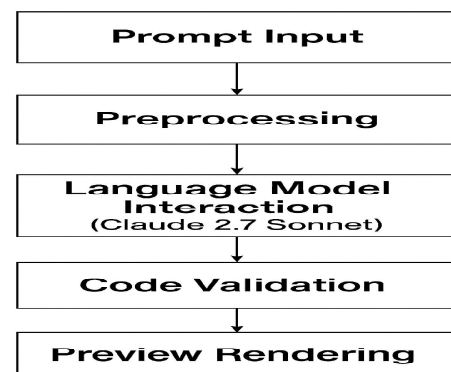 Prompt Input
Preprocessing
Language Model
Interaction
(Claude 2.7 Sonnet)
Code Validation
Preview Rendering